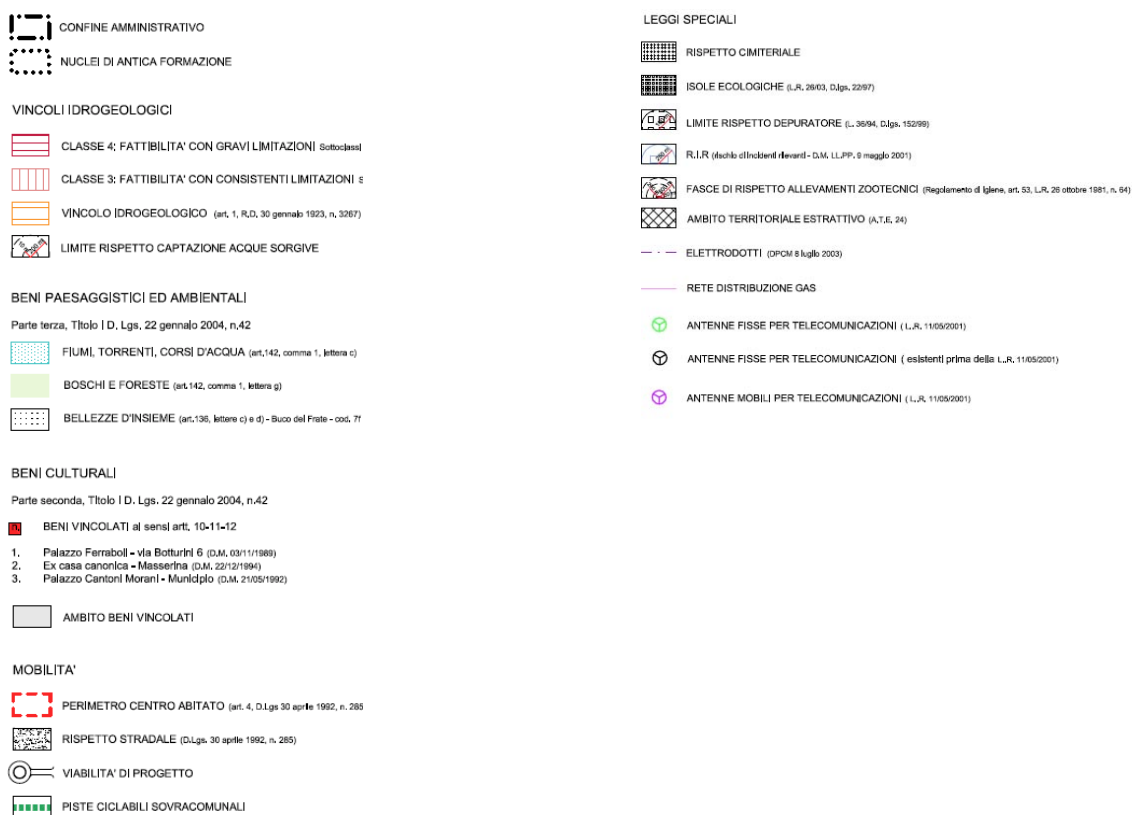 CONFINE AMMINISTRATIVO
NUCLEI DI ANTICA FORMAZIONE
VINCOLI IDROGEOLOGICI
CLASSE 4: FATTIBILITA' CON GRAVI LIMITAZIONI Sottoclassi
CLASSE 3: FATTIBILITA' CON CONSISTENTI LIMITAZIONI s
VINCOLO IDROGEOLOGICO (art. 1, R.D. 30 gennaio 1923, n. 3267)
LIMITE RISPETTO CAPTAZIONE ACQUE SORGIVE
BENI PAESAGGISTICI ED AMBIENTALI
Parte terza, Titolo I D. Lgs. 22 gennaio 2004, n.42
FIUMI, TORRENTI, CORSI D'ACQUA (art.142, comma 1, lettera c)
BOSCHI E FORESTE (art.142, comma 1, lettera g)
BELLEZZE D'INSIEME (art.136, lettere c) e d) - Buco del Frate - cod. 7f
BENI CULTURALI
Parte seconda, Titolo I D. Lgs. 22 gennaio 2004, n.42
n. BENI VINCOLATI ai sensi artt. 10-11-12
1. Palazzo Ferraboli - via Botturini 6 (D.M. 03/11/1989)
2. Ex casa canonica - Masserina (D.M. 22/12/1994)
3. Palazzo Cantoni Morani - Municipio (D.M. 21/05/1992)
AMBITO BENI VINCOLATI
MOBILITA'
PERIMETRO CENTRO ABITATO (art. 4, D.Lgs 30 aprile 1992, n. 285
RISPETTO STRADALE (D.Lgs. 30 aprile 1992, n. 285)
VIABILITA' DI PROGETTO
PISTE CICLABILI SOVRACOMUNALI
LEGGI SPECIALI
RISPETTO CIMITERIALE
ISOLE ECOLOGICHE (L.R. 26/03, D.lgs. 22/97)
LIMITE RISPETTO DEPURATORE (L. 36/94, D.lgs. 152/99)
R.I.R (rischio di incidenti rilevanti - D.M. LL.PP. 9 maggio 2001)
FASCE DI RISPETTO ALLEVAMENTI ZOOTECNICI (Regolamento di Igiene, art. 53, L.R. 26 ottobre 1981, n. 64)
AMBITO TERRITORIALE ESTRATTIVO (A.T.E. 24)
ELETTRODOTTI (DPCM 8 luglio 2003)
RETE DISTRIBUZIONE GAS
ANTENNE FISSE PER TELECOMUNICAZIONI ( L.R. 11/05/2001)
ANTENNE FISSE PER TELECOMUNICAZIONI ( esistenti prima della L.R. 11/05/2001)
ANTENNE MOBILI PER TELECOMUNICAZIONI ( L.R. 11/05/2001)